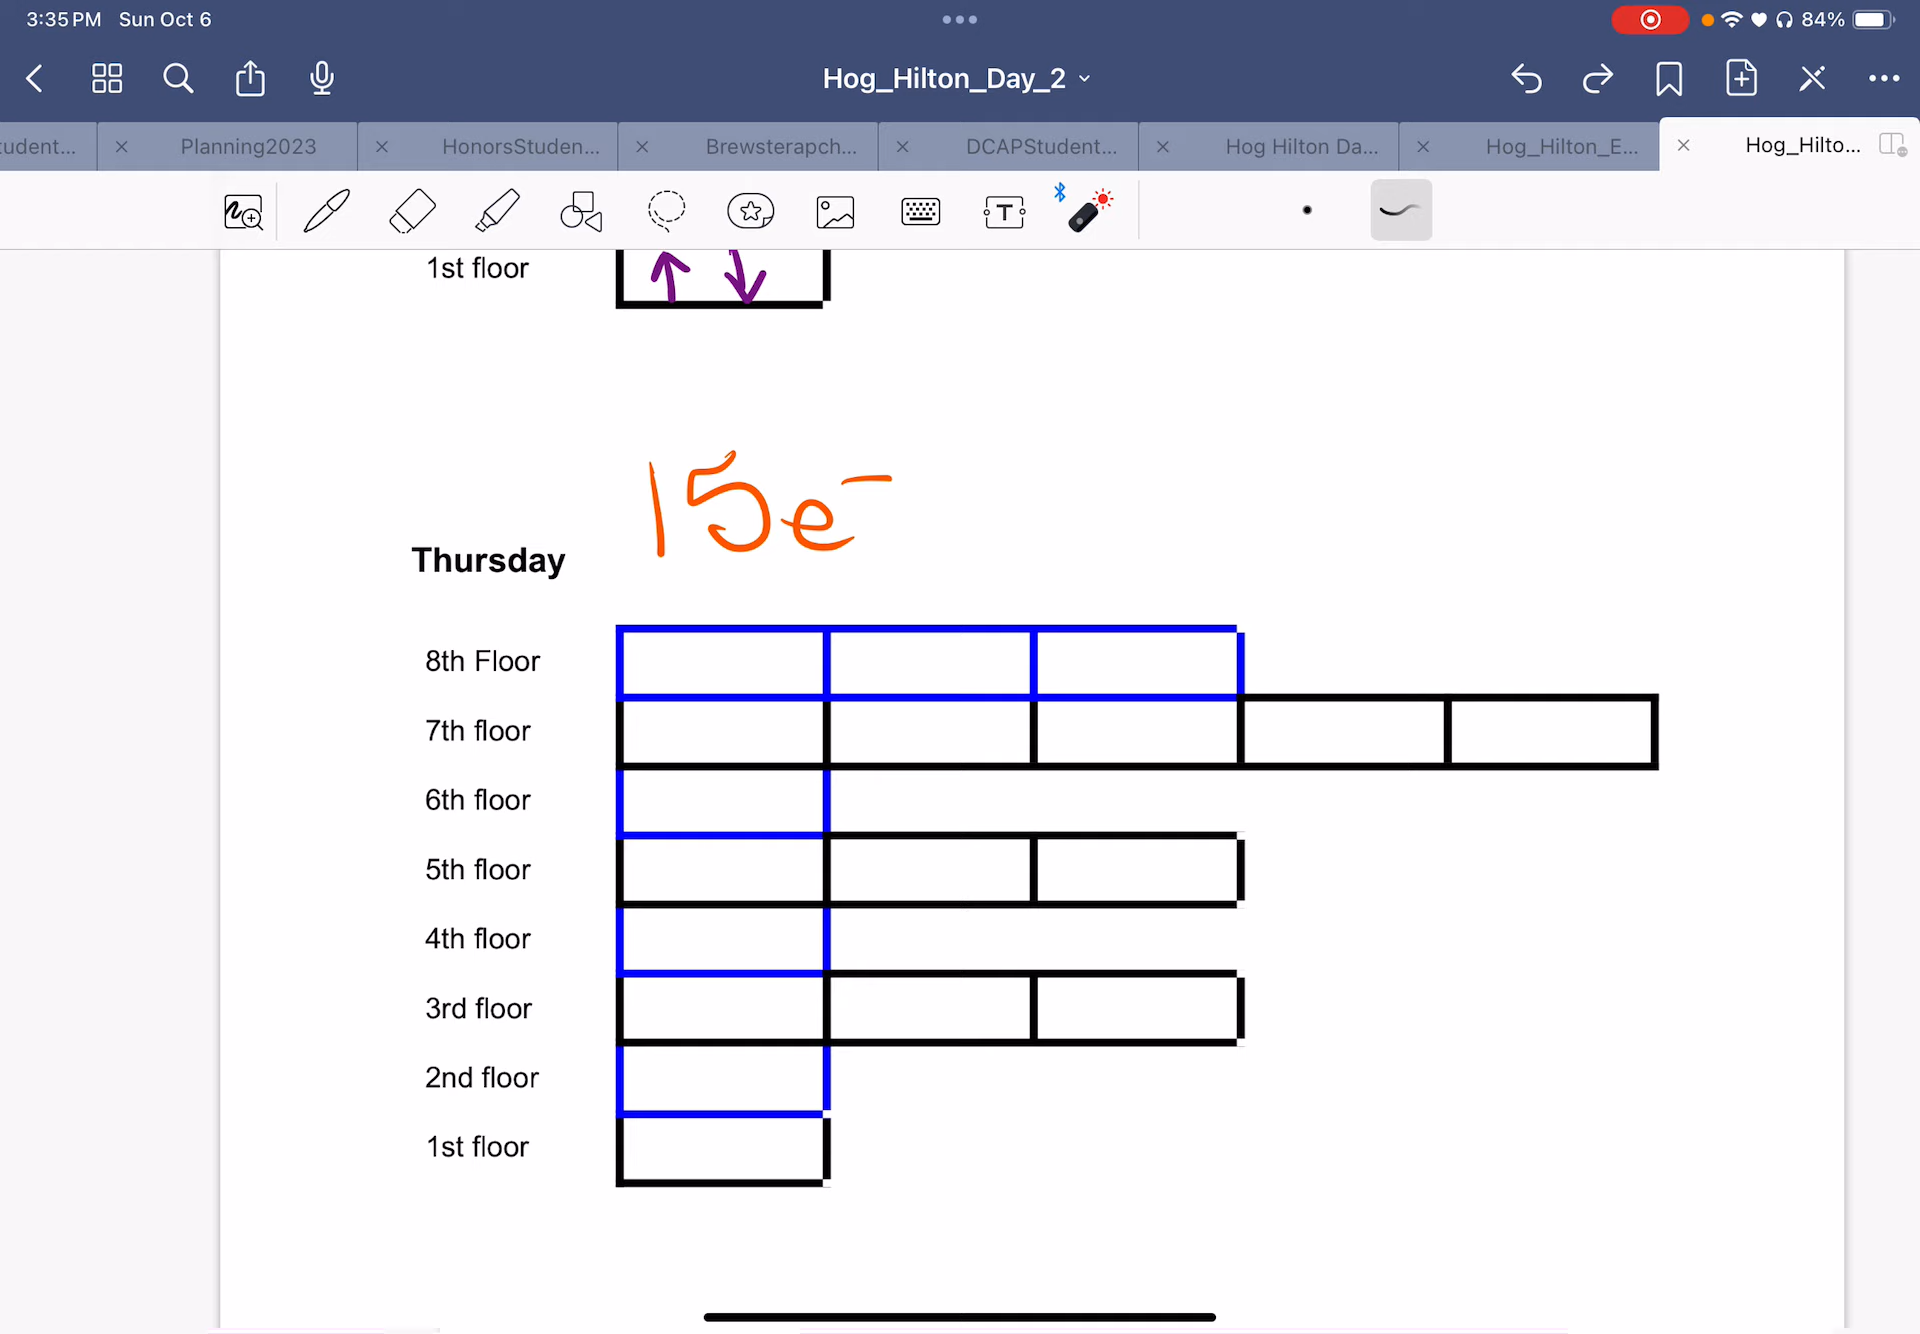 3:35 PM Sun Oct 6
84%
Hog_Hilton_Day_2
tudent... Planning2023 HonorsStuden... Brewsterapch... DCAPStudent... Hog Hilton Da... Hog_Hilton_E... Hog_Hilto...
T
1st floor
15e⁻
Thursday
8th Floor
7th floor
6th floor
5th floor
4th floor
3rd floor
2nd floor
1st floor